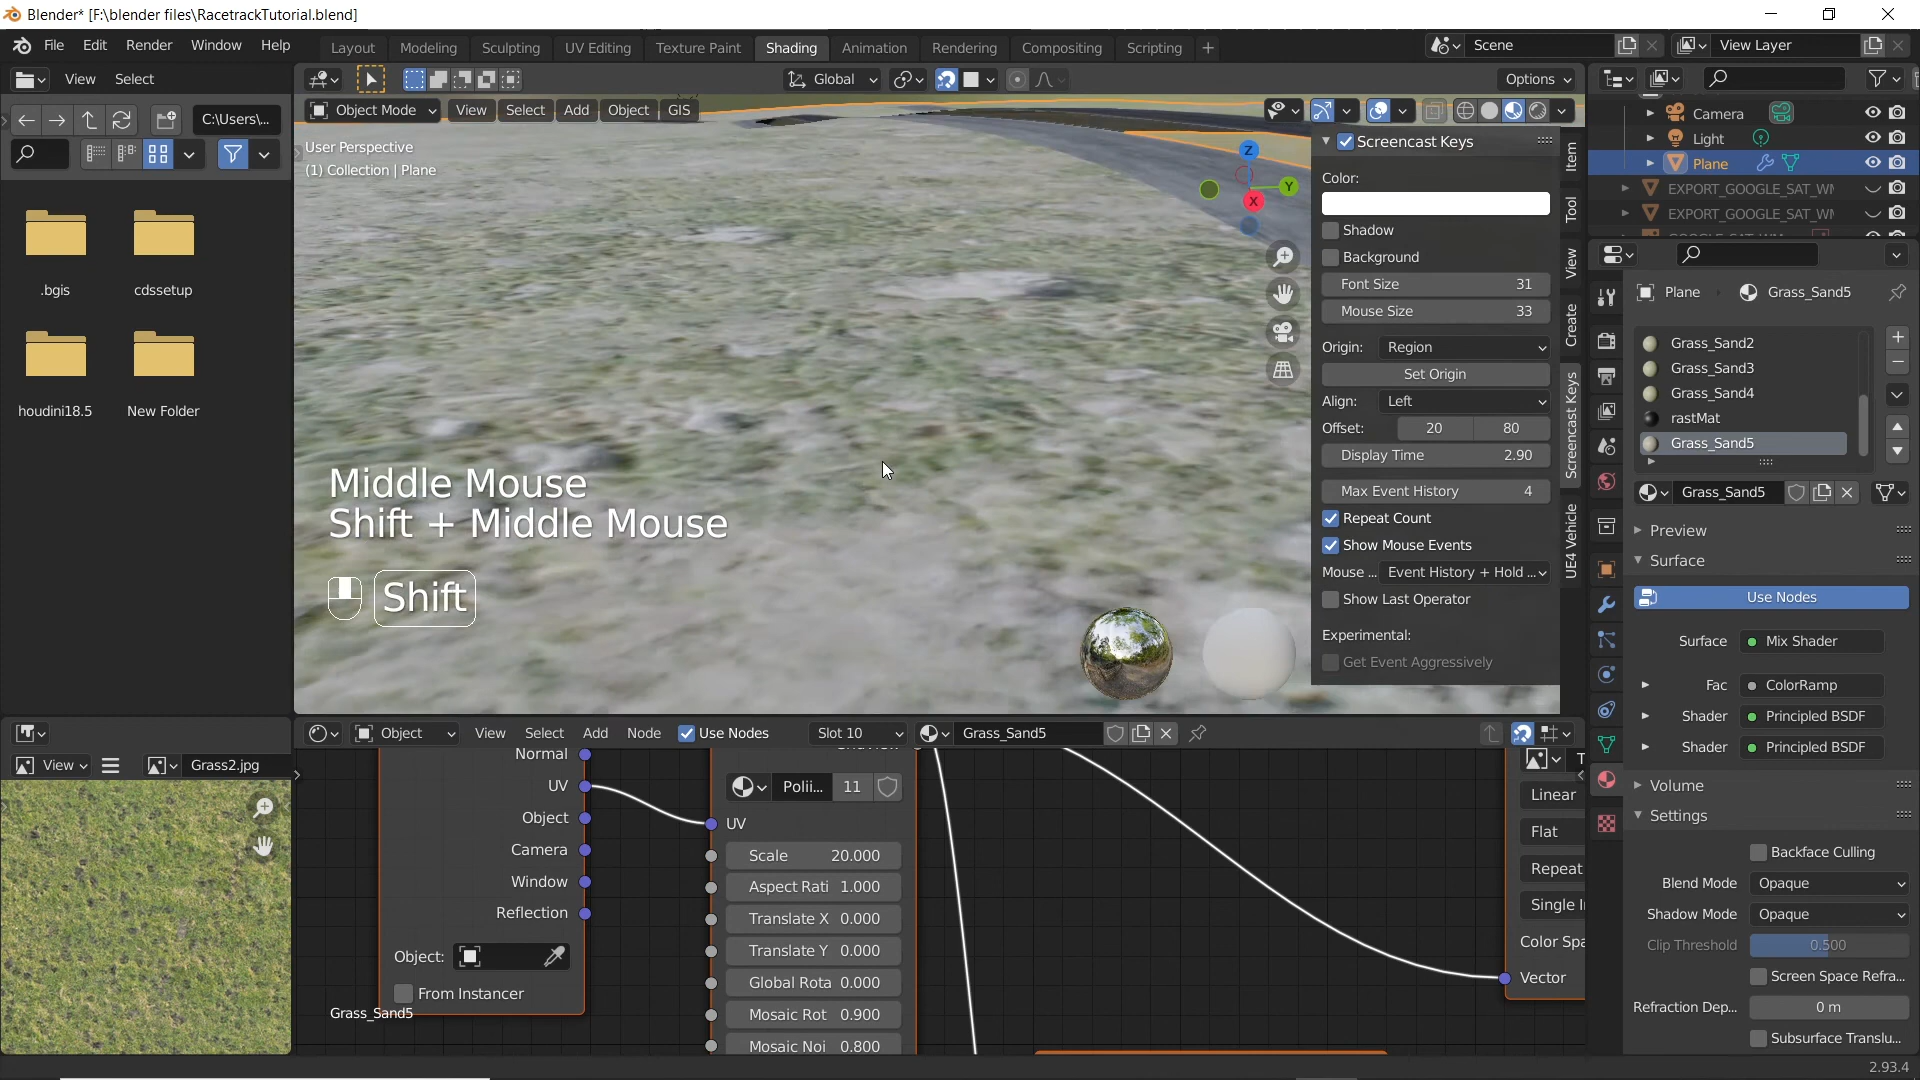 Blender* [F:\blender files\RacetrackTutorial.blend]
File Edit Render Window Help
Layout Modeling Sculpting UV Editing Texture Paint Shading Animation Rendering Compositing Scripting +
Scene
View Layer
View Select
Global
Options
C:\Users\...
Object Mode View Select Add Object GIS
User Perspective
(1) Collection | Plane
.bgis
cdssetup
houdini18.5
New Folder
Z
Y
X
Middle Mouse
Shift + Middle Mouse
Shift
Screencast Keys
Color:
Shadow
Background
Font Size 31
Mouse Size 33
Origin: Region
Set Origin
Align: Left
Offset: 20 80
Display Time 2.90
Max Event History 4
Repeat Count
Show Mouse Events
Mouse ... Event History + Hold ...
Show Last Operator
Experimental:
Get Event Aggressively
Item
Tool
View
Create
Screencast Keys
UE4 Vehicle
Camera
Light
Plane
EXPORT_GOOGLE_SAT_WM
EXPORT_GOOGLE_SAT_WM
Plane
Grass_Sand5
Grass_Sand2
Grass_Sand3
Grass_Sand4
rastMat
Grass_Sand5
Grass_Sand5
Preview
Surface
Use Nodes
Surface Mix Shader
Fac ColorRamp
Shader Principled BSDF
Shader Principled BSDF
Volume
Settings
Backface Culling
Blend Mode Opaque
Shadow Mode Opaque
Clip Threshold 0.500
Screen Space Refra...
Refraction Dep... 0 m
Subsurface Translu...
2.93.4
View
Grass2.jpg
Object View Select Add Node Use Nodes Slot 10 Grass_Sand5
Normal
UV
Object
Camera
Window
Reflection
Object:
From Instancer
Grass_Sand5
Polii... 11
UV
Scale 20.000
Aspect Rati 1.000
Translate X 0.000
Translate Y 0.000
Global Rota 0.000
Mosaic Rot 0.900
Mosaic Noi 0.800
T
Linear
Flat
Repeat
Single I
Color Spa
Vector